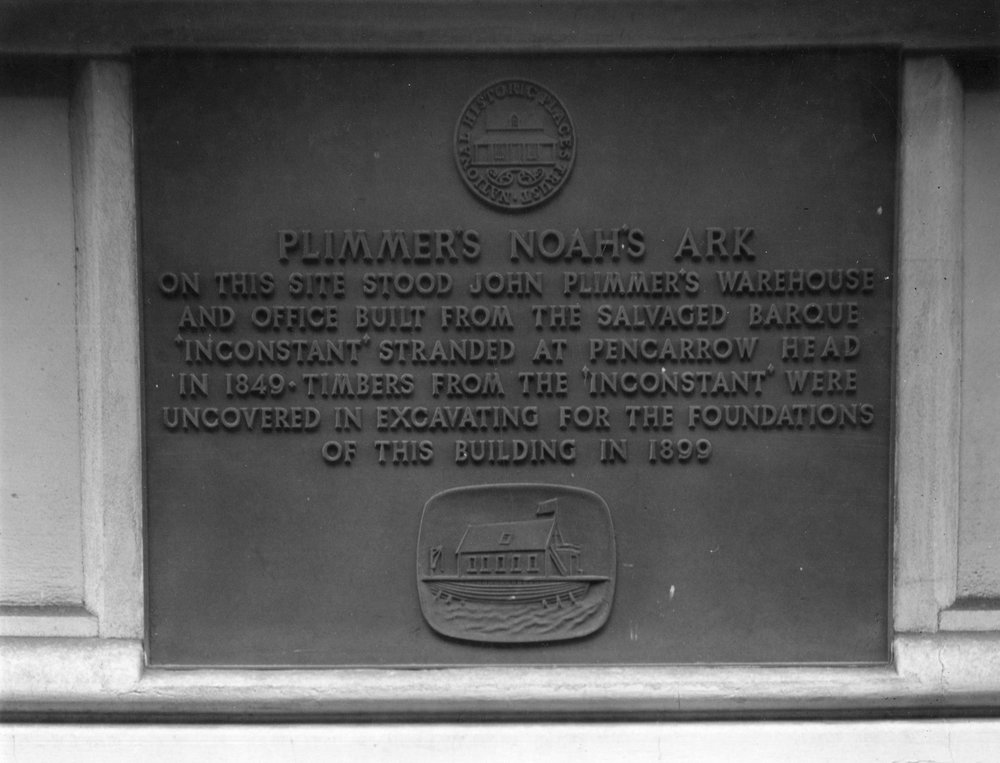 NATIONAL HISTORIC PLACES TRUST
PLIMMER'S NOAH'S ARK
ON THIS SITE STOOD JOHN PLIMMER'S WAREHOUSE
AND OFFICE BUILT FROM THE SALVAGED BARQUE
"INCONSTANT" STRANDED AT PENCARROW HEAD
IN 1849 · TIMBERS FROM THE "INCONSTANT" WERE
UNCOVERED IN EXCAVATING FOR THE FOUNDATIONS
OF THIS BUILDING IN 1899